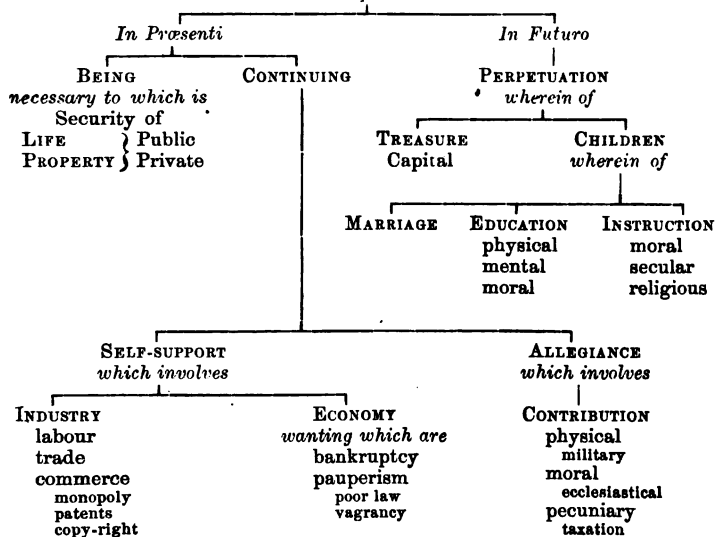 In Præsenti
In Futuro
BEING
CONTINUING
PERPETUATION
necessary to which is
wherein of
Security of
LIFE } Public
PROPERTY } Private
TREASURE
CHILDREN
Capital
wherein of
MARRIAGE
EDUCATION
INSTRUCTION
physical
moral
mental
secular
moral
religious
SELF-SUPPORT
ALLEGIANCE
which involves
which involves
INDUSTRY
ECONOMY
CONTRIBUTION
labour
wanting which are
physical
trade
bankruptcy
military
commerce
pauperism
moral
monopoly
poor law
ecclesiastical
patents
vagrancy
pecuniary
copy-right
taxation